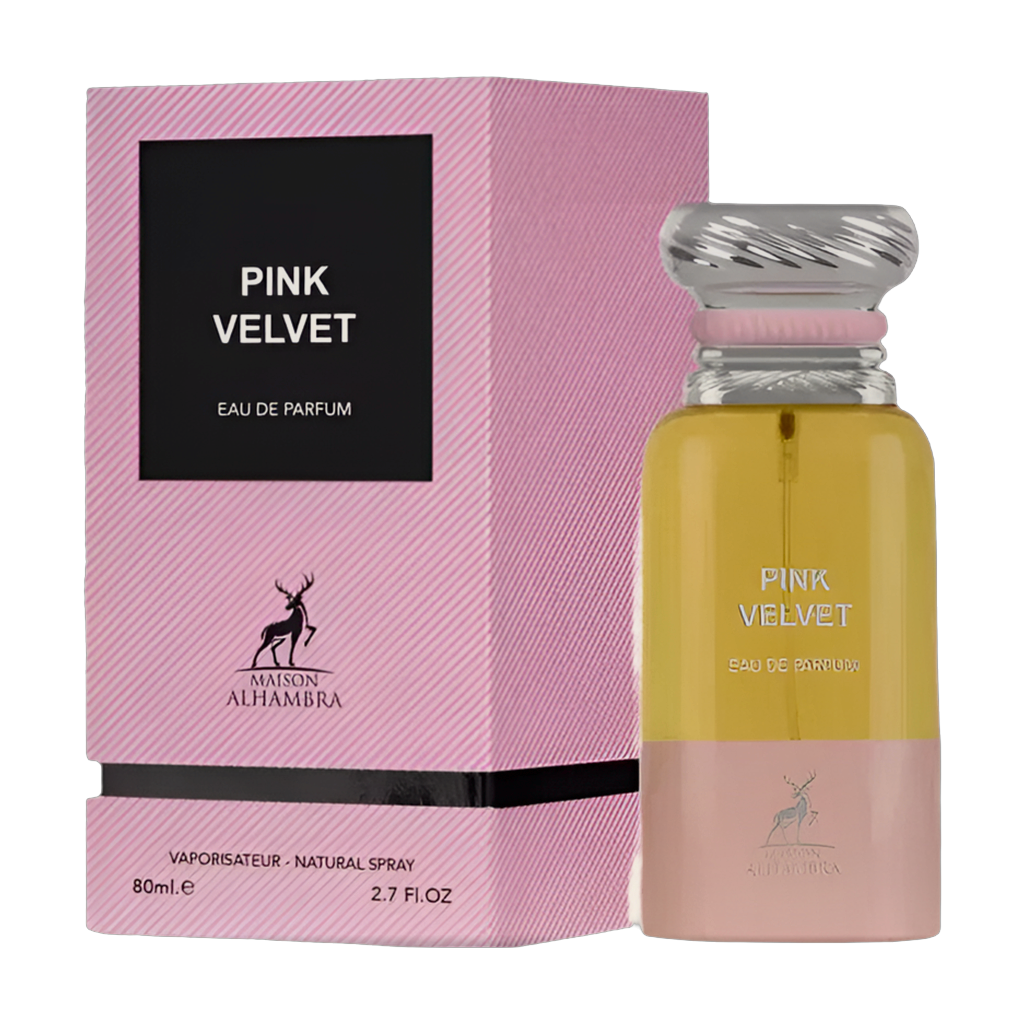 PINK
VELVET
EAU DE PARFUM
MAISON
ALHAMBRA
VAPORISATEUR - NATURAL SPRAY
80ml.e
2.7 Fl.OZ
PINK
VELVET
EAU DE PARFUM
ALHAMBRA